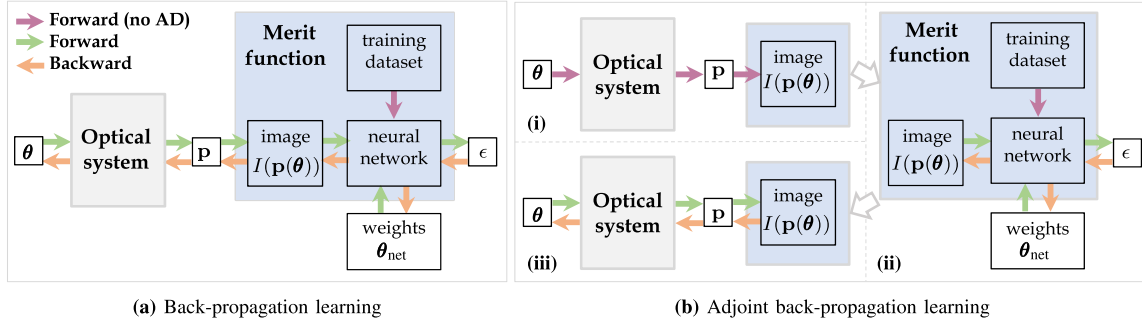 Forward (no AD)
Forward
Backward
Merit
function
training
dataset
θ
Optical
system
p
image
I(p(θ))
neural
network
ϵ
weights
θnet
(a) Back-propagation learning
θ
Optical
system
p
image
I(p(θ))
(i)
θ
Optical
system
p
image
I(p(θ))
(iii)
Merit
function
training
dataset
image
I(p(θ))
neural
network
ϵ
weights
θnet
(ii)
(b) Adjoint back-propagation learning